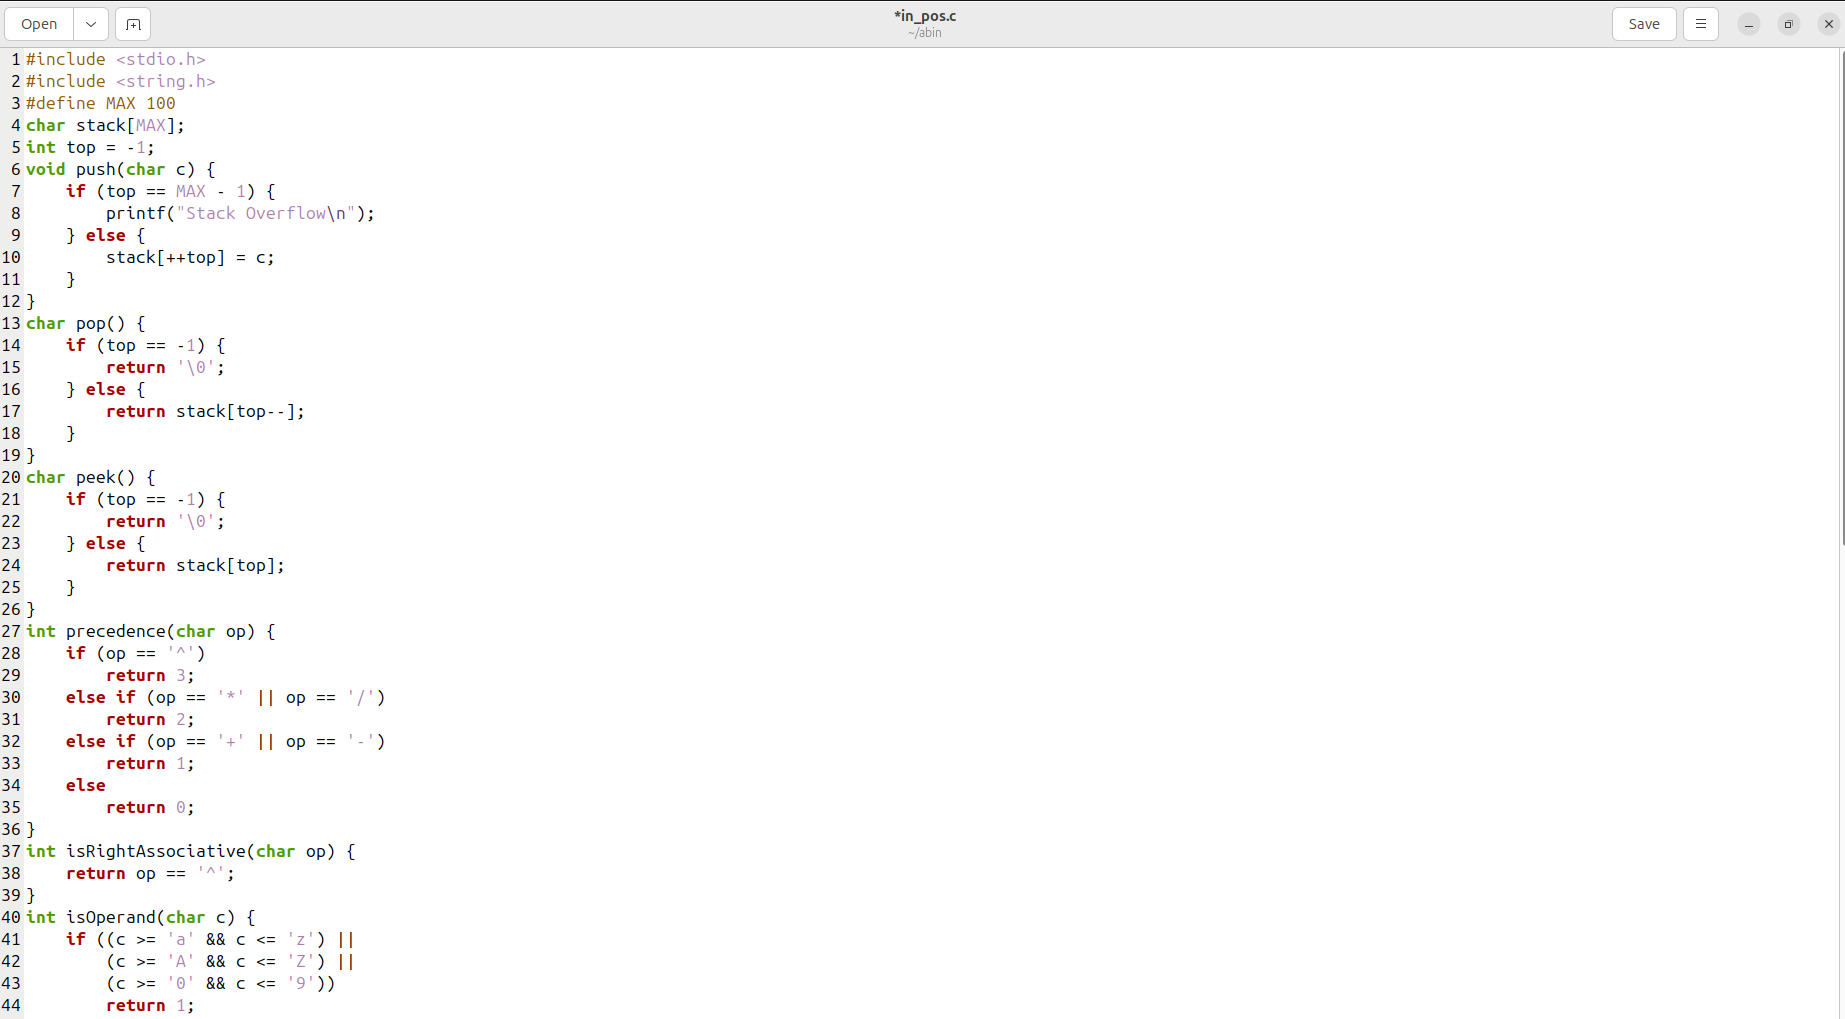 Open
*in_pos.c
~/abin
Save
1 #include <stdio.h>
2 #include <string.h>
3 #define MAX 100
4 char stack[MAX];
5 int top = -1;
6 void push(char c) {
7     if (top == MAX - 1) {
8         printf("Stack Overflow\n");
9     } else {
10         stack[++top] = c;
11     }
12 }
13 char pop() {
14     if (top == -1) {
15         return '\0';
16     } else {
17         return stack[top--];
18     }
19 }
20 char peek() {
21     if (top == -1) {
22         return '\0';
23     } else {
24         return stack[top];
25     }
26 }
27 int precedence(char op) {
28     if (op == '^')
29         return 3;
30     else if (op == '*' || op == '/')
31         return 2;
32     else if (op == '+' || op == '-')
33         return 1;
34     else
35         return 0;
36 }
37 int isRightAssociative(char op) {
38     return op == '^';
39 }
40 int isOperand(char c) {
41     if ((c >= 'a' && c <= 'z') ||
42         (c >= 'A' && c <= 'Z') ||
43         (c >= '0' && c <= '9'))
44         return 1;